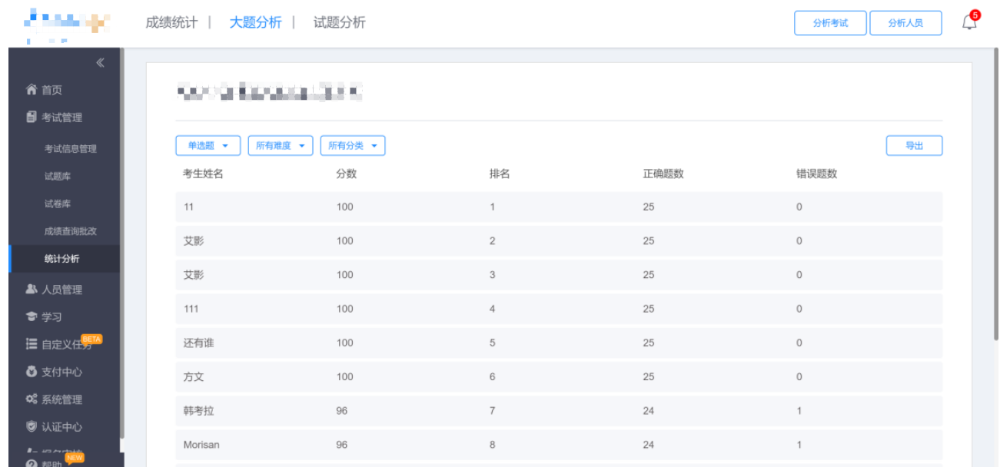 成绩统计 | 大题分析 | 试题分析 分析考试 分析人员 5
首页
考试管理
考试信息管理
试题库
试卷库
成绩查询批改
统计分析
人员管理
学习
自定义任务 BETA
支付中心
系统管理
认证中心
帮助 NEW
单选题 所有难度 所有分类 导出
考生姓名 分数 排名 正确题数 错误题数
11 100 1 25 0
艾影 100 2 25 0
艾影 100 3 25 0
111 100 4 25 0
还有谁 100 5 25 0
方文 100 6 25 0
韩考拉 96 7 24 1
Morisan 96 8 24 1